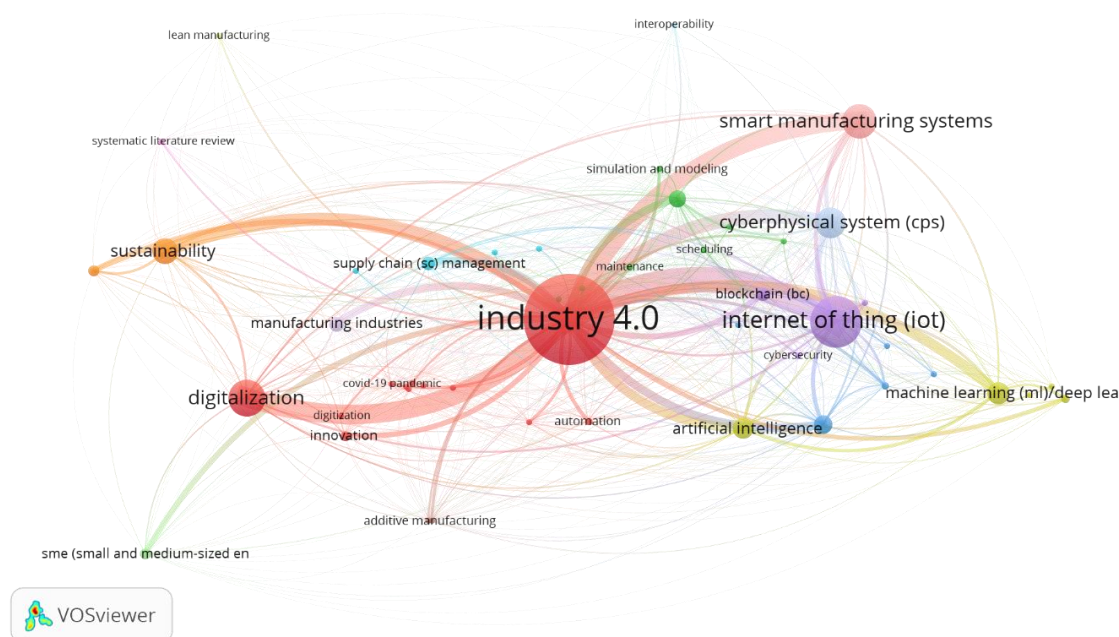 lean manufacturing
interoperability
smart manufacturing systems
systematic literature review
simulation and modeling
cyberphysical system (cps)
sustainability
scheduling
supply chain (sc) management
maintenance
blockchain (bc)
manufacturing industries
industry 4.0
internet of thing (iot)
cybersecurity
covid-19 pandemic
machine learning (ml)/deep lea
digitalization
digitization
innovation
automation
artificial intelligence
additive manufacturing
sme (small and medium-sized en
VOSviewer